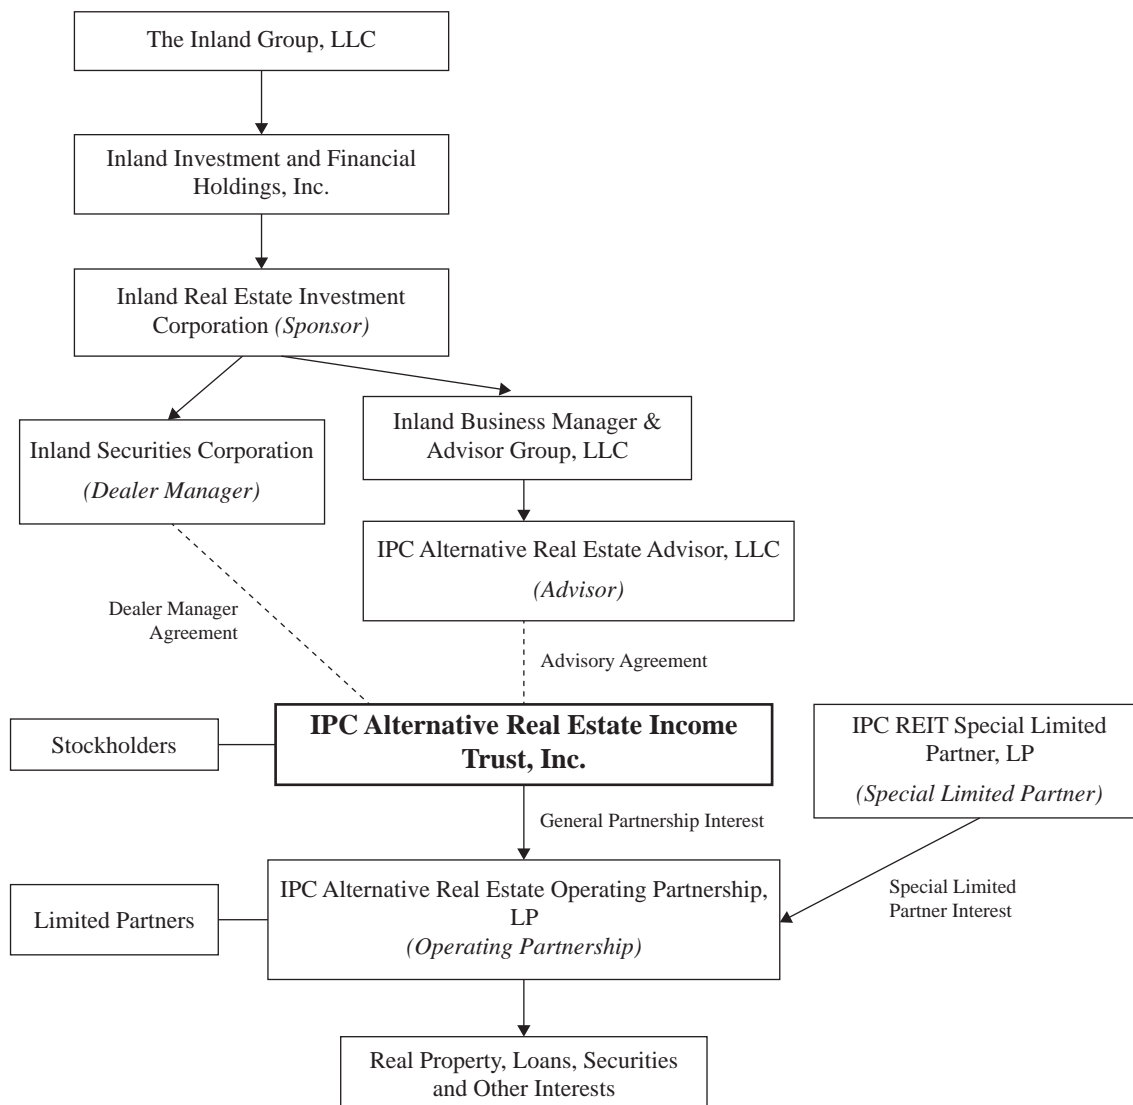 The Inland Group, LLC
Inland Investment and Financial
Holdings, Inc.
Inland Real Estate Investment
Corporation (Sponsor)
Inland Securities Corporation
(Dealer Manager)
Inland Business Manager &
Advisor Group, LLC
IPC Alternative Real Estate Advisor, LLC
(Advisor)
Dealer Manager
Agreement
Advisory Agreement
Stockholders
IPC Alternative Real Estate Income
Trust, Inc.
IPC REIT Special Limited
Partner, LP
(Special Limited Partner)
General Partnership Interest
Limited Partners
IPC Alternative Real Estate Operating Partnership,
LP
(Operating Partnership)
Special Limited
Partner Interest
Real Property, Loans, Securities
and Other Interests